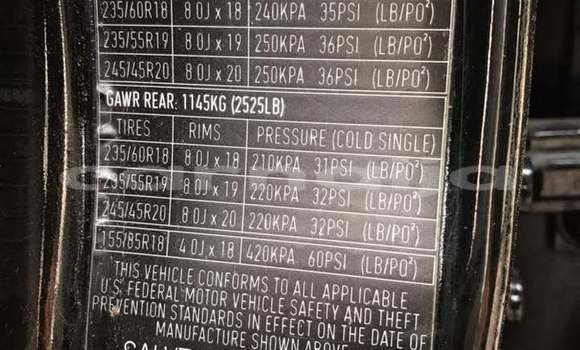 235/60R18 8.0J x 18 240KPA 35PSI (LB/PO²)
235/55R19 8.0J x 19 250KPA 36PSI (LB/PO²)
245/45R20 8.0J x 20 250KPA 36PSI (LB/PO²)
GAWR REAR: 1145KG (2525LB)
TIRES RIMS PRESSURE (COLD SINGLE)
235/60R18 8.0J x 18 210KPA 31PSI (LB/PO²)
235/55R19 8.0J x 19 220KPA 32PSI (LB/PO²)
245/45R20 8.0J x 20 220KPA 32PSI (LB/PO²)
155/85R18 4.0J x 18 420KPA 60PSI (LB/PO²)
THIS VEHICLE CONFORMS TO ALL APPLICABLE
U.S. FEDERAL MOTOR VEHICLE SAFETY AND THEFT
PREVENTION STANDARDS IN EFFECT ON THE DATE OF
MANUFACTURE SHOWN ABOVE